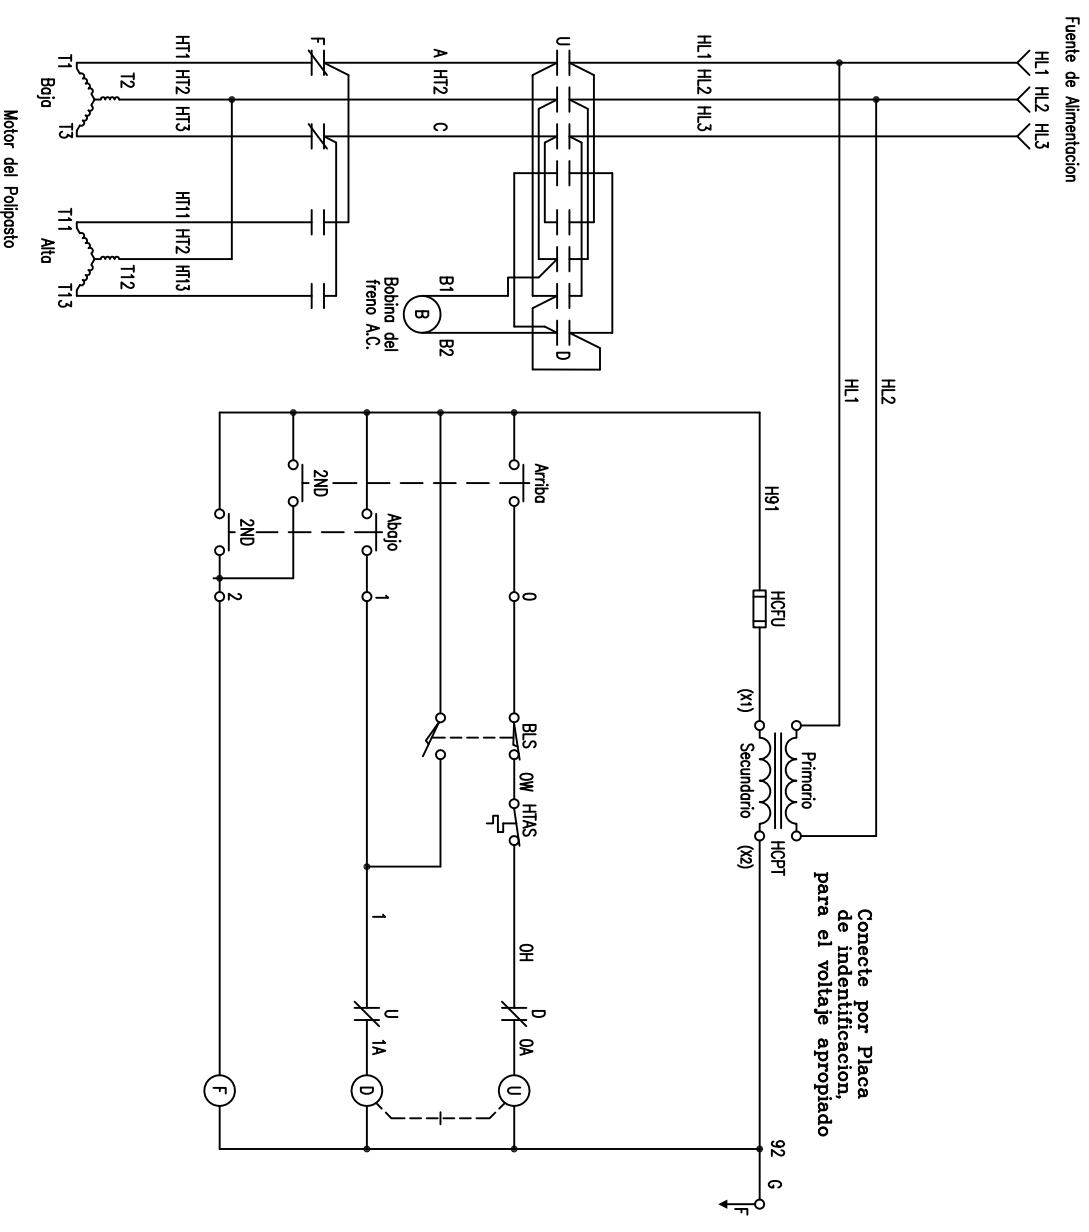 Fuente de Alimentacion
HL1 HL2 HL3
HL1 HL2 HL3
U
A HT2 C
F
HT1 HT2 HT3
T1 T2 T3
Baja
HT11 HT2 HT13
T11 T12 T13
Alta
Motor del Polipasto
B1
B
B2
Bobina del
freno A.C.
D
HL2
HL1
H91
HCFU
(X1)
Primario
Secundario
HCPT
(X2)
Conecte por Placa
de indentificacion,
para el voltaje apropiado
92
G
F
Arriba
0
BLS
0W
HTAS
0H
D
0A
U
Abajo
1
1
U
1A
D
2ND
2ND
2
F